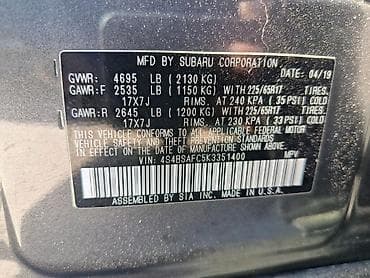 MFD BY SUBARU CORPORATION DATE: 04/19
GVWR: 4695 LB (2130 KG)
GAWR:F 2535 LB (1150 KG) WITH 225/65R17 TIRES.
17X7J RIMS. AT 240 KPA (35 PSI) COLD
GAWR:R 2645 LB (1200 KG) WITH 225/65R17 TIRES.
17X7J RIMS. AT 230 KPA (33 PSI) COLD
THIS VEHICLE CONFORMS TO ALL APPLICABLE
FEDERAL MOTOR VEHICLE SAFETY
STANDARDS IN EFFECT ON THE DATE
OF MANUFACTURE SHOWN ABOVE.
VIN: 4S4BSAFC5K3351400 MPV
ASSEMBLED BY SIA INC. MADE IN U.S.A.